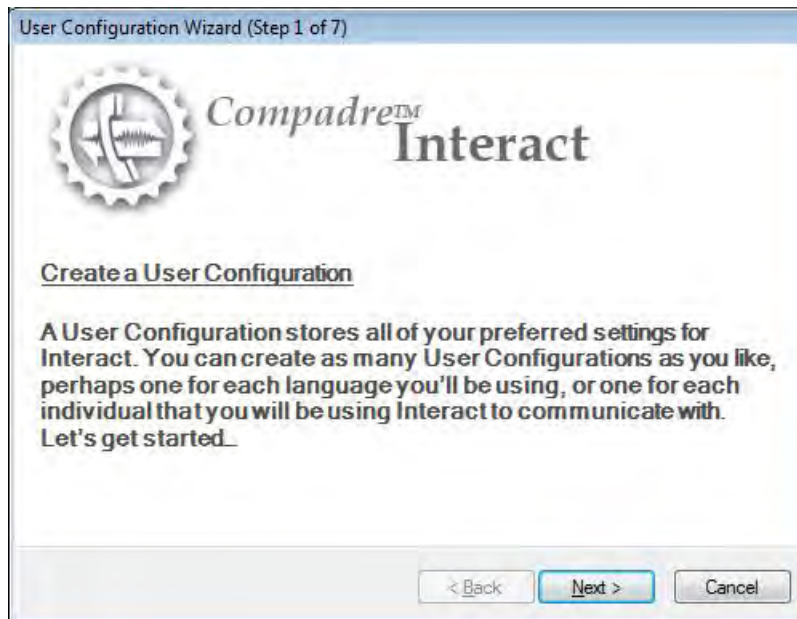 User Configuration Wizard (Step 1 of 7)
Compadre™
Interact
Create a User Configuration
A User Configuration stores all of your preferred settings for
Interact. You can create as many User Configurations as you like,
perhaps one for each language you'll be using, or one for each
individual that you will be using Interact to communicate with.
Let's get started...
< Back
Next >
Cancel